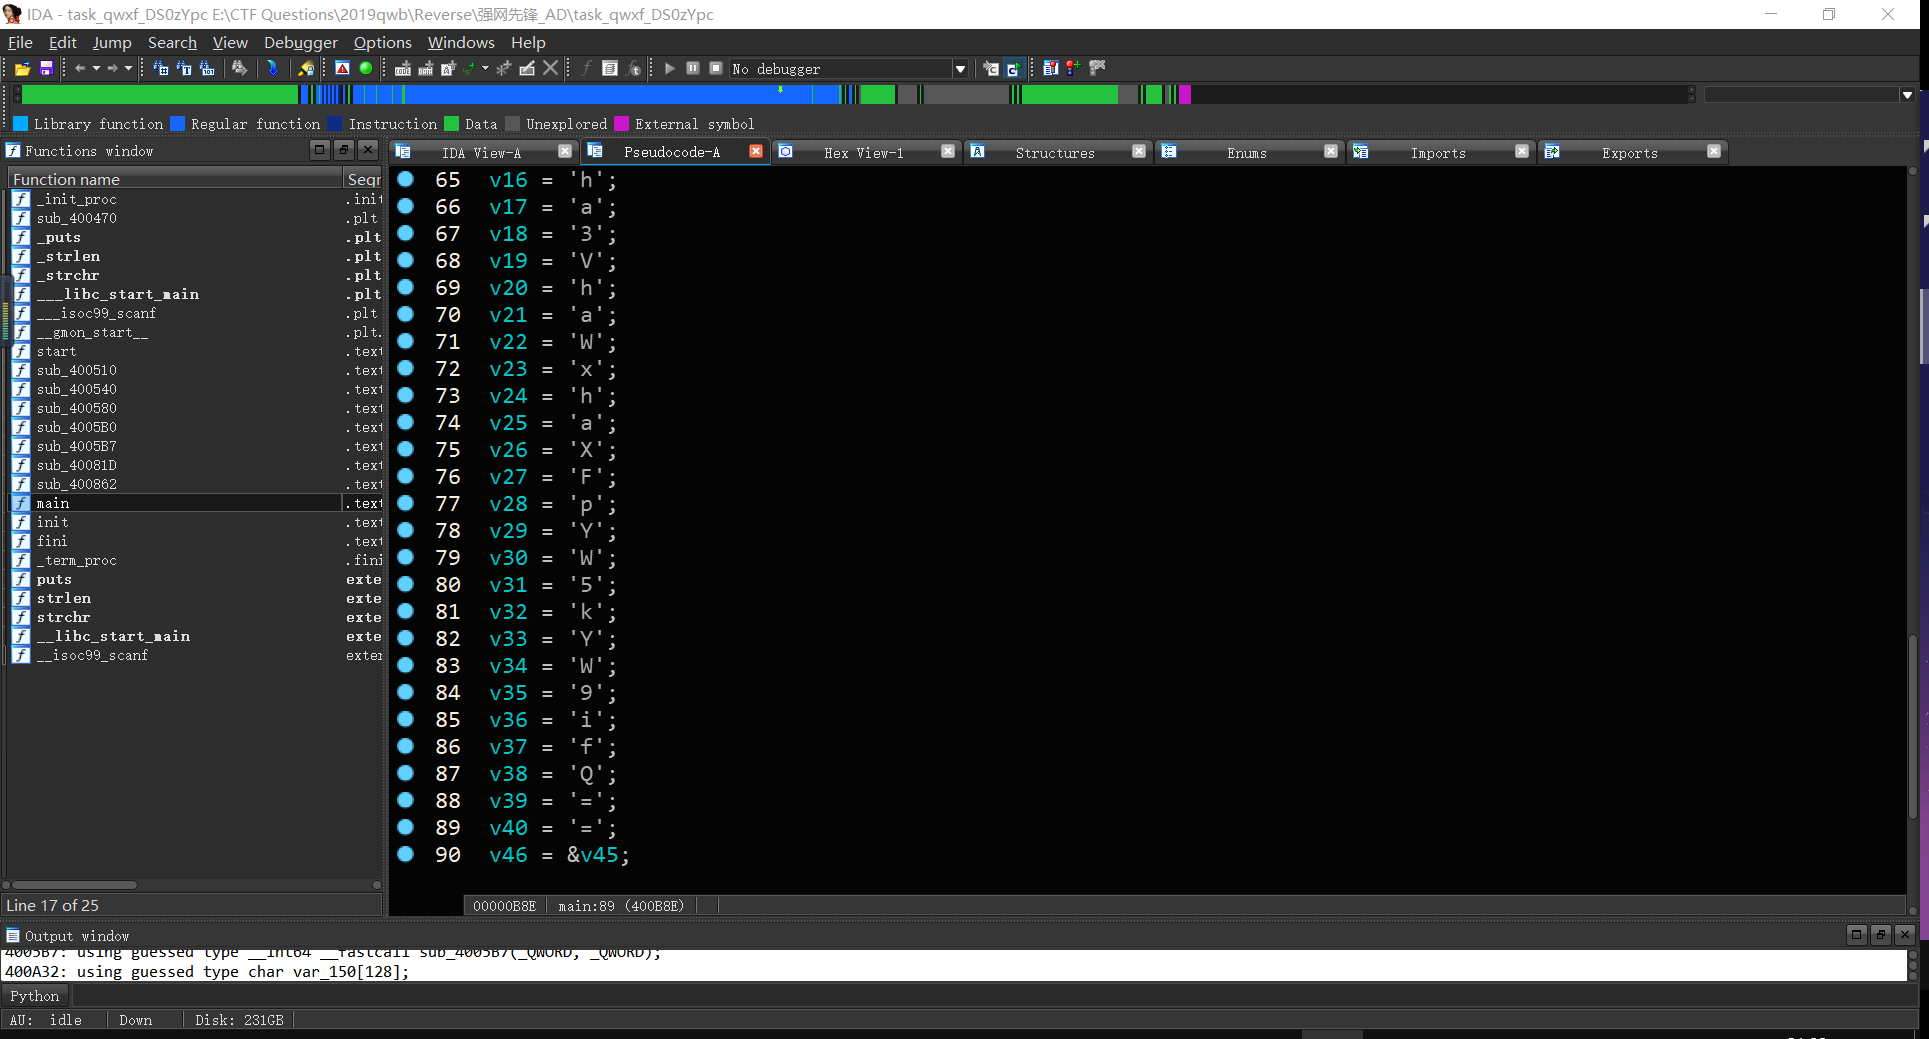 IDA - task_qwxf_DS0zYpc E:\CTF Questions\2019qwb\Reverse\强网先锋_AD\task_qwxf_DS0zYpc
File Edit Jump Search View Debugger Options Windows Help
No debugger
Library function Regular function Instruction Data Unexplored External symbol
Functions window
IDA View-A Pseudocode-A Hex View-1 Structures Enums Imports Exports
Function name Segr
_init_proc .init
sub_400470 .plt
_puts .plt
_strlen .plt
_strchr .plt
___libc_start_main .plt
___isoc99_scanf .plt
__gmon_start__ .plt.
start .text
sub_400510 .text
sub_400540 .text
sub_400580 .text
sub_4005B0 .text
sub_4005B7 .text
sub_40081D .text
sub_400862 .text
main .text
init .text
fini .text
_term_proc .fini
puts exte
strlen exte
strchr exte
__libc_start_main exte
__isoc99_scanf exter
Line 17 of 25
65 v16 = 'h';
66 v17 = 'a';
67 v18 = '3';
68 v19 = 'V';
69 v20 = 'h';
70 v21 = 'a';
71 v22 = 'W';
72 v23 = 'x';
73 v24 = 'h';
74 v25 = 'a';
75 v26 = 'X';
76 v27 = 'F';
77 v28 = 'p';
78 v29 = 'Y';
79 v30 = 'W';
80 v31 = '5';
81 v32 = 'k';
82 v33 = 'Y';
83 v34 = 'W';
84 v35 = '9';
85 v36 = 'i';
86 v37 = 'f';
87 v38 = 'Q';
88 v39 = '=';
89 v40 = '=';
90 v46 = &v45;
00000B8E main:89 (400B8E)
Output window
4005B7: using guessed type __int64 __fastcall sub_4005B7(_QWORD, _QWORD);
400A32: using guessed type char var_150[128];
Python
AU: idle Down Disk: 231GB